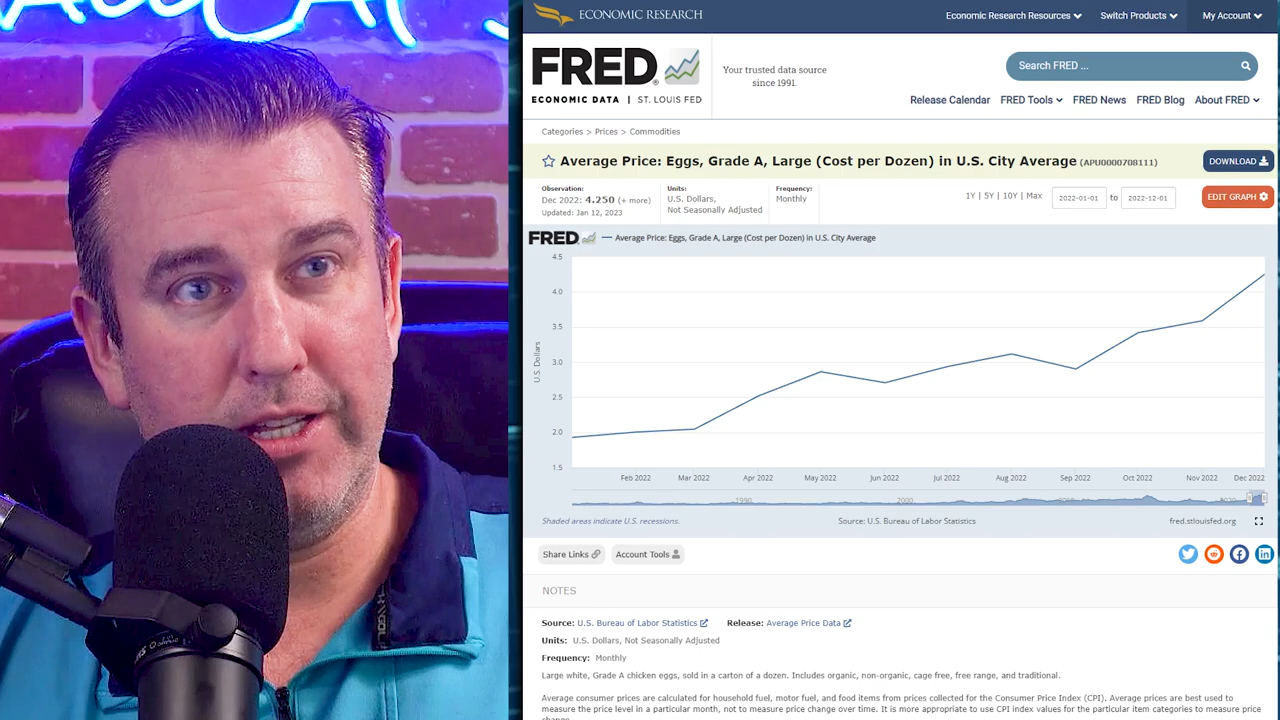 ECONOMIC RESEARCH
Economic Research Resources Switch Products My Account
FRED
ECONOMIC DATA | ST. LOUIS FED
Your trusted data source
since 1991.
Search FRED ...
Release Calendar FRED Tools FRED News FRED Blog About FRED
Categories > Prices > Commodities
Average Price: Eggs, Grade A, Large (Cost per Dozen) in U.S. City Average (APU0000708111)
DOWNLOAD
Observation:
Dec 2022: 4.250 (+ more)
Updated: Jan 12, 2023
Units:
U.S. Dollars,
Not Seasonally Adjusted
Frequency:
Monthly
1Y | 5Y | 10Y | Max 2022-01-01 to 2022-12-01
EDIT GRAPH
FRED Average Price: Eggs, Grade A, Large (Cost per Dozen) in U.S. City Average
4.5
4.0
3.5
3.0
2.5
2.0
1.5
U.S. Dollars
Feb 2022 Mar 2022 Apr 2022 May 2022 Jun 2022 Jul 2022 Aug 2022 Sep 2022 Oct 2022 Nov 2022 Dec 2022
1990 2000
Shaded areas indicate U.S. recessions. Source: U.S. Bureau of Labor Statistics fred.stlouisfed.org
Share Links Account Tools
NOTES
Source: U.S. Bureau of Labor Statistics Release: Average Price Data
Units: U.S. Dollars, Not Seasonally Adjusted
Frequency: Monthly
Large white, Grade A chicken eggs, sold in a carton of a dozen. Includes organic, non-organic, cage free, free range, and traditional.
Average consumer prices are calculated for household fuel, motor fuel, and food items from prices collected for the Consumer Price Index (CPI). Average prices are best used to
measure the price level in a particular month, not to measure price change over time. It is more appropriate to use CPI index values for the particular item categories to measure price
change.